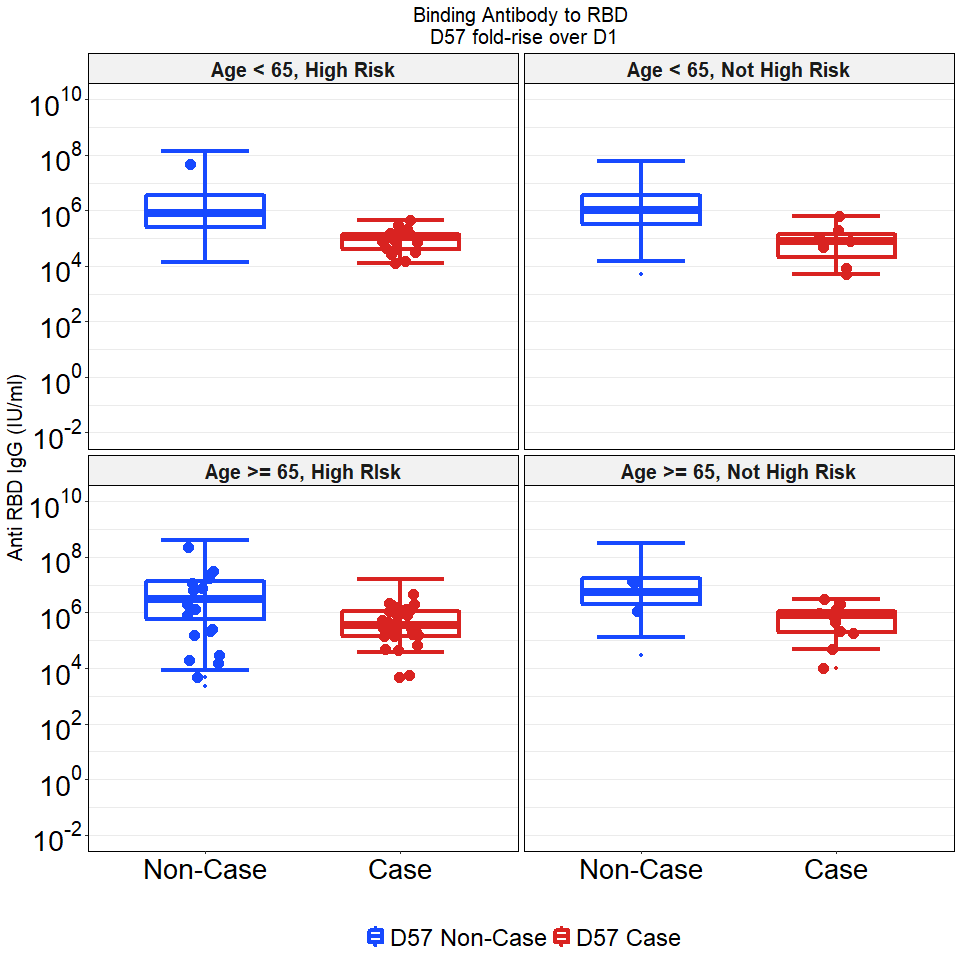 Binding Antibody to RBD
D57 fold-rise over D1
Age < 65, High Risk
Age < 65, Not High Risk
10^10
10^8
10^6
10^4
10^2
10^0
10^-2
Anti RBD IgG (IU/ml)
Age >= 65, High RIsk
Age >= 65, Not High Risk
10^10
10^8
10^6
10^4
10^2
10^0
10^-2
Non-Case Case Non-Case Case
D57 Non-Case D57 Case